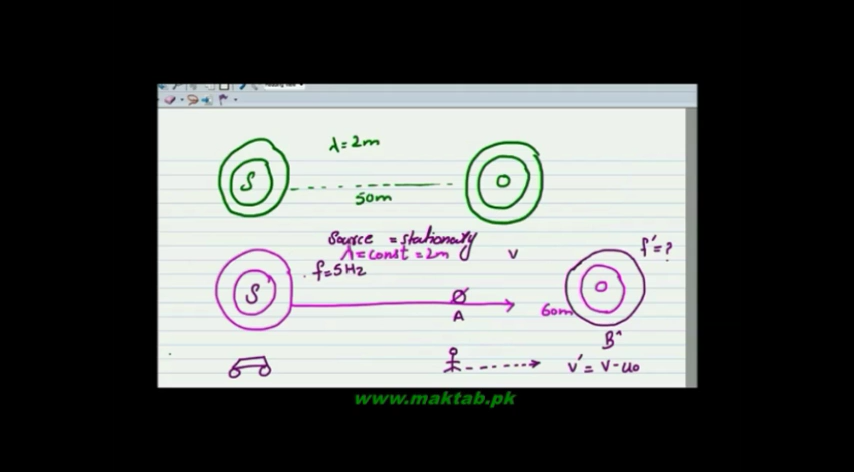 λ=2m
S
O
50m
Source = stationary
λ=const=2m
V
f'=?
f=5Hz
S
O
A
60m
B
v'= v-u₀
www.maktab.pk